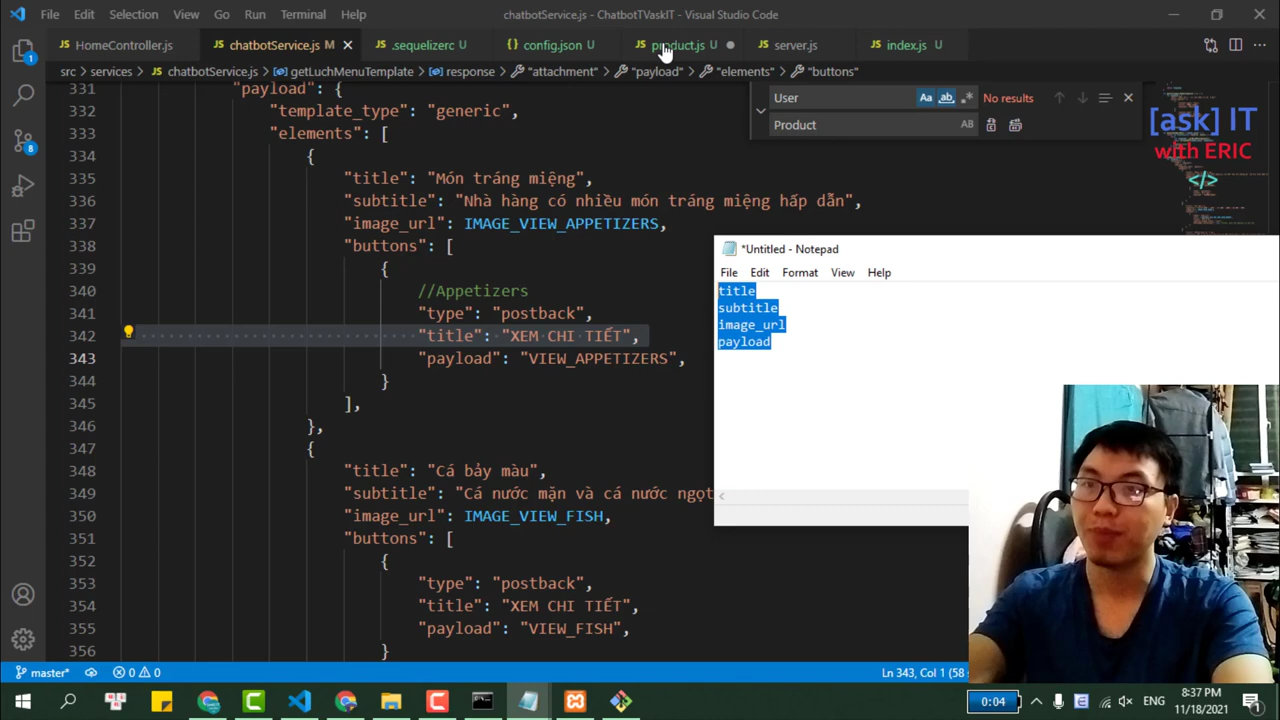 File Edit Selection View Go Run Terminal Help
chatbotService.js - ChatbotTVaskIT - Visual Studio Code
HomeController.js
chatbotService.js M
.sequelizerc U
config.json U
product.js U
server.js
index.js U
src > services > chatbotService.js > getLuchMenuTemplate > response > "attachment" > "payload" > "elements" > "buttons"
User
Aa ab
No results
Product
AB
[ask] IT
with ERIC
</>
331 "payload": {
332 "template_type": "generic",
333 "elements": [
334 {
335 "title": "Món tráng miệng",
336 "subtitle": "Nhà hàng có nhiều món tráng miệng hấp dẫn",
337 "image_url": IMAGE_VIEW_APPETIZERS,
338 "buttons": [
339 {
340 //Appetizers
341 "type": "postback",
342 "title": "XEM CHI TIẾT",
343 "payload": "VIEW_APPETIZERS",
344 }
345 ],
346 },
347 {
348 "title": "Cá bảy màu",
349 "subtitle": "Cá nước mặn và cá nước ngọt
350 "image_url": IMAGE_VIEW_FISH,
351 "buttons": [
352 {
353 "type": "postback",
354 "title": "XEM CHI TIẾT",
355 "payload": "VIEW_FISH",
356 }
*Untitled - Notepad
File Edit Format View Help
title
subtitle
image_url
payload
1
8
master*
0 0
Ln 343, Col 1 (58 s
0:04
ENG
8:37 PM
11/18/2021
1